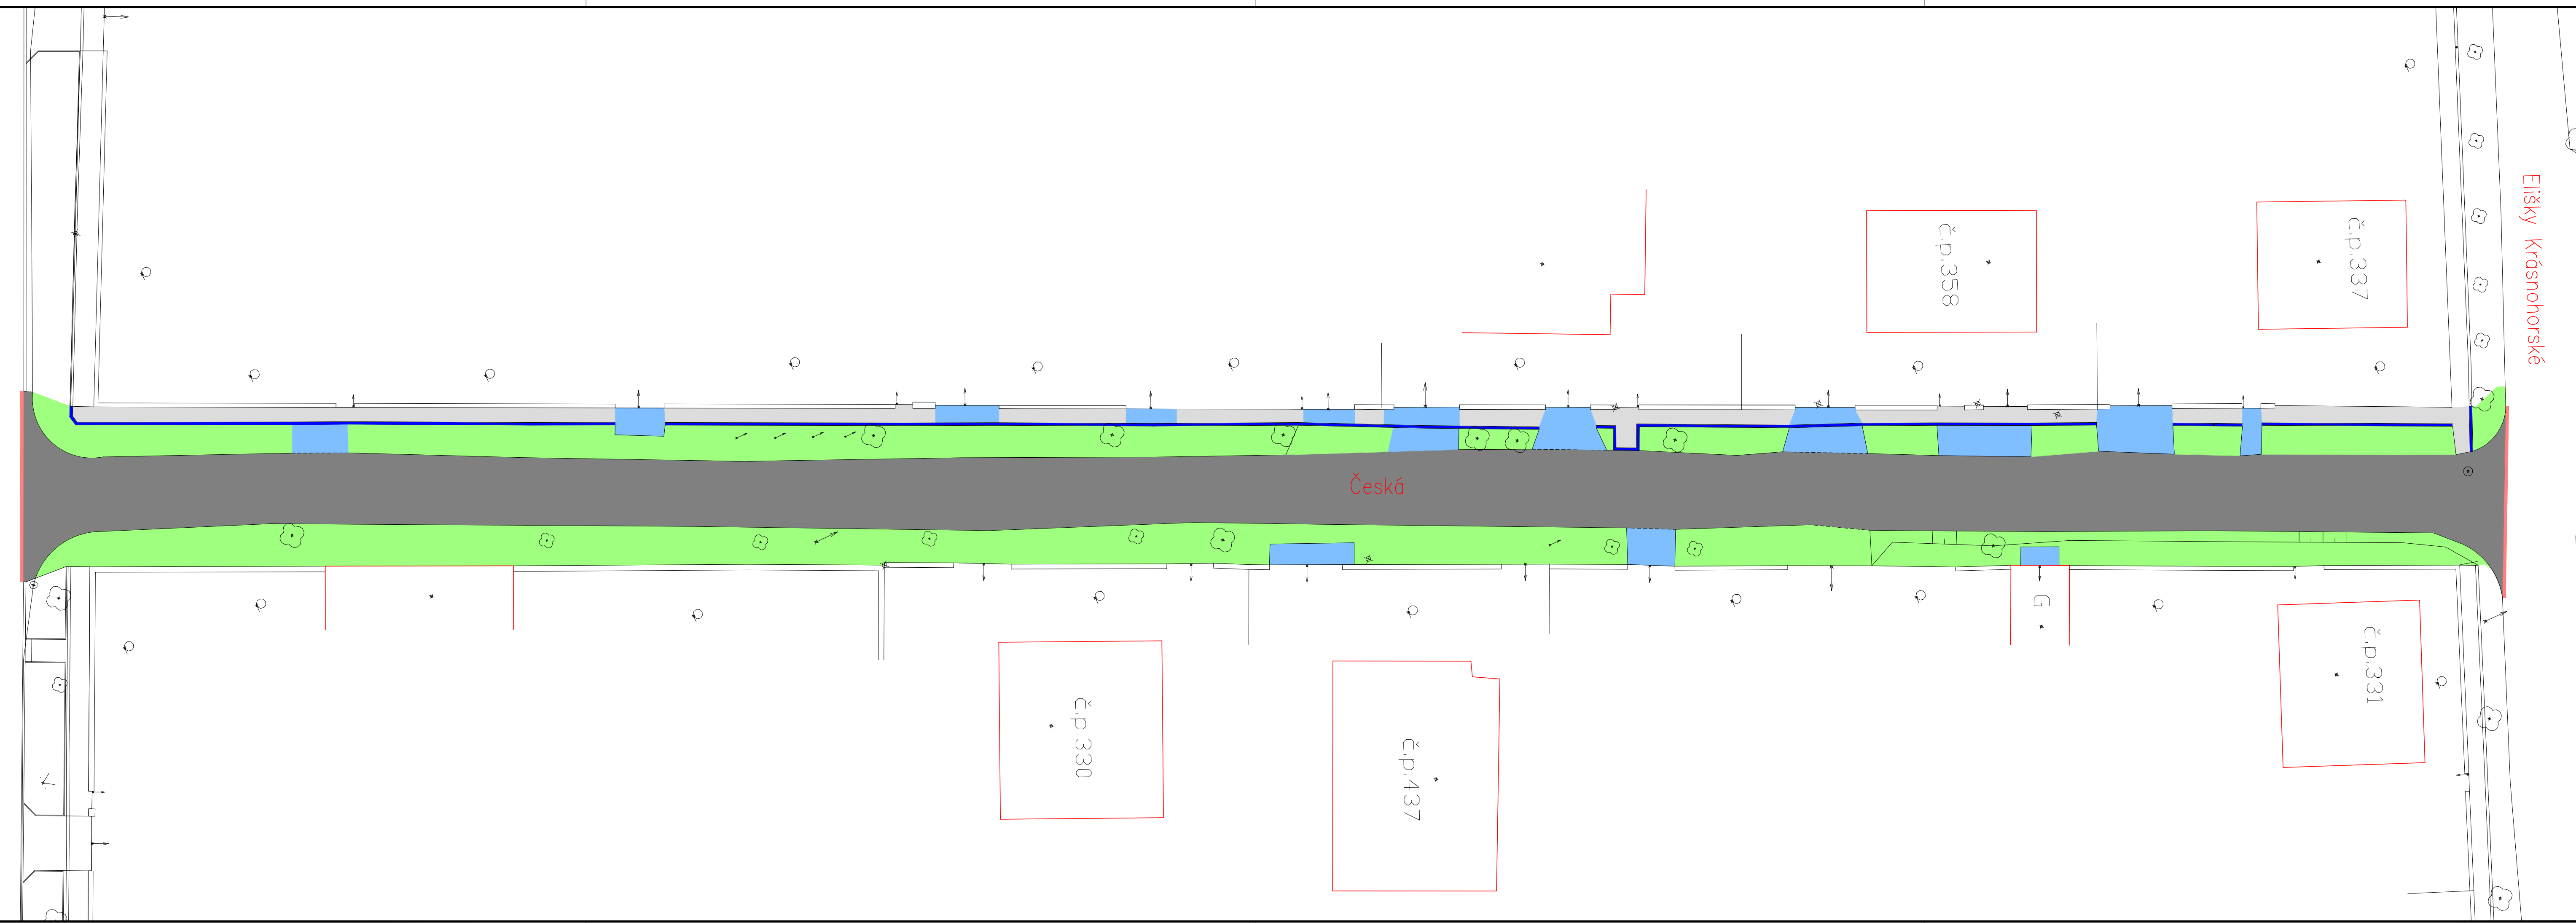 Elišky Krásnohorské
č.p.358
č.p.337
Česká
G
č.p.330
č.p.437
č.p.331